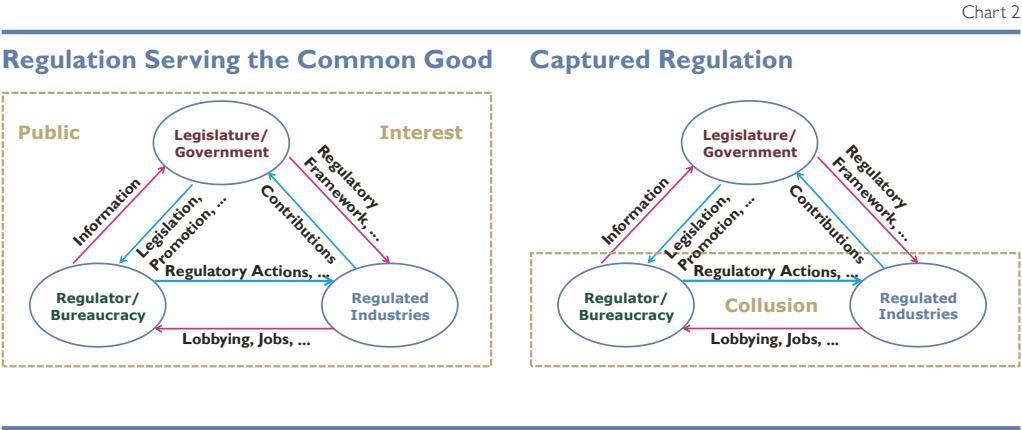 Chart 2
Regulation Serving the Common Good
Public
Interest
Legislature/
Government
Information
Legislation,
Promotion, ...
Contributions
Regulatory
Framework, ...
Regulator/
Bureaucracy
Regulatory Actions, ...
Regulated
Industries
Lobbying, Jobs, ...
Captured Regulation
Legislature/
Government
Information
Legislation,
Promotion, ...
Contributions
Regulatory
Framework, ...
Regulator/
Bureaucracy
Regulatory Actions, ...
Collusion
Regulated
Industries
Lobbying, Jobs, ...